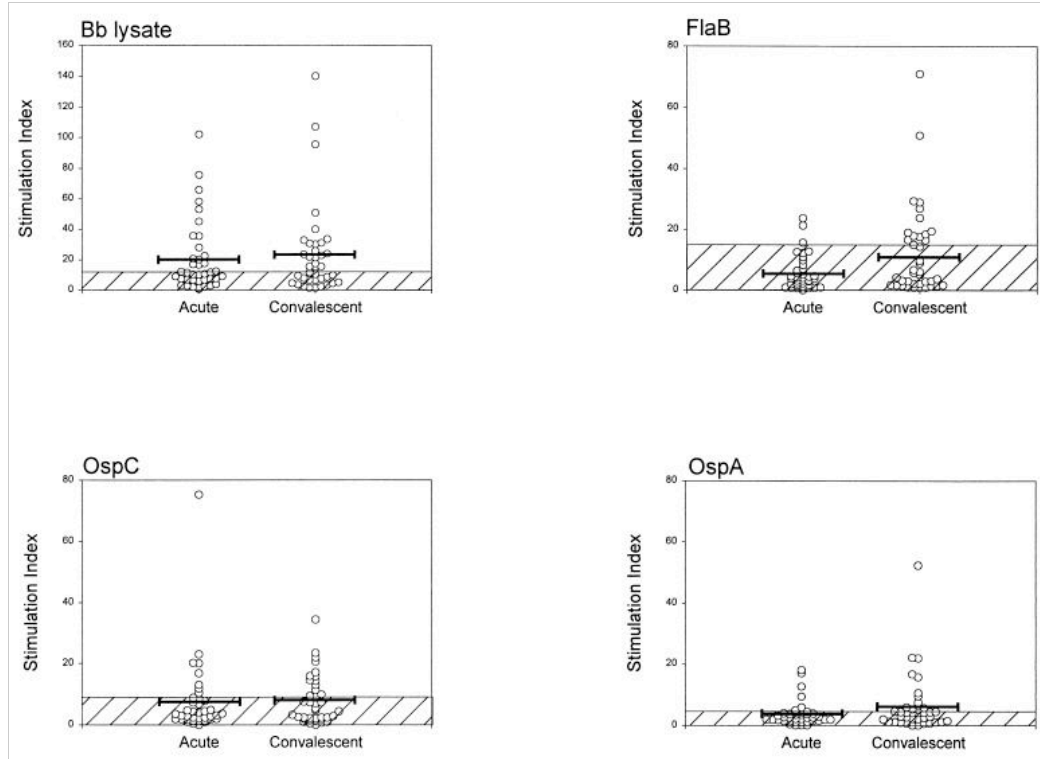 Bb lysate
Stimulation Index
160
140
120
100
80
60
40
20
0
Acute Convalescent
FlaB
Stimulation Index
80
60
40
20
0
Acute Convalescent
OspC
Stimulation Index
80
60
40
20
0
Acute Convalescent
OspA
Stimulation Index
80
60
40
20
0
Acute Convalescent